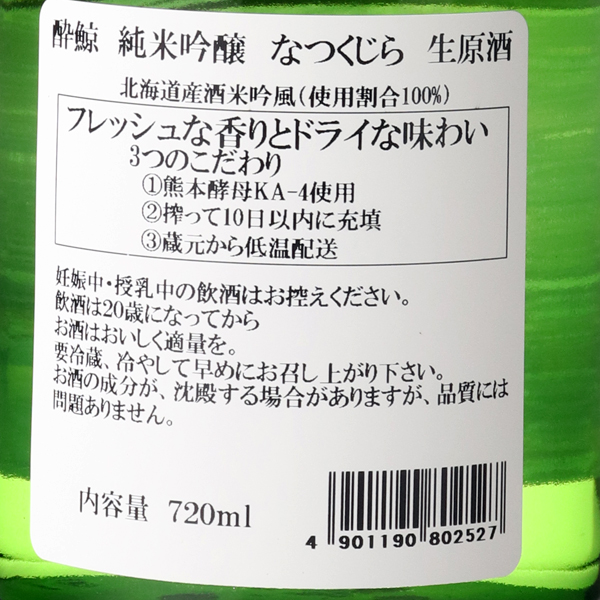 酔鯨 純米吟醸 なつくじら 生原酒
北海道産酒米吟風(使用割合100%)
フレッシュな香りとドライな味わい
3つのこだわり
①熊本酵母KA-4使用
②搾って10日以内に充填
③蔵元から低温配送
妊娠中・授乳中の飲酒はお控えください。
飲酒は20歳になってから
お酒はおいしく適量を。
要冷蔵、冷やして早めにお召し上がり下さい。
お酒の成分が、沈殿する場合がありますが、品質には
問題ありません。
内容量 720ml
4 901190 802527